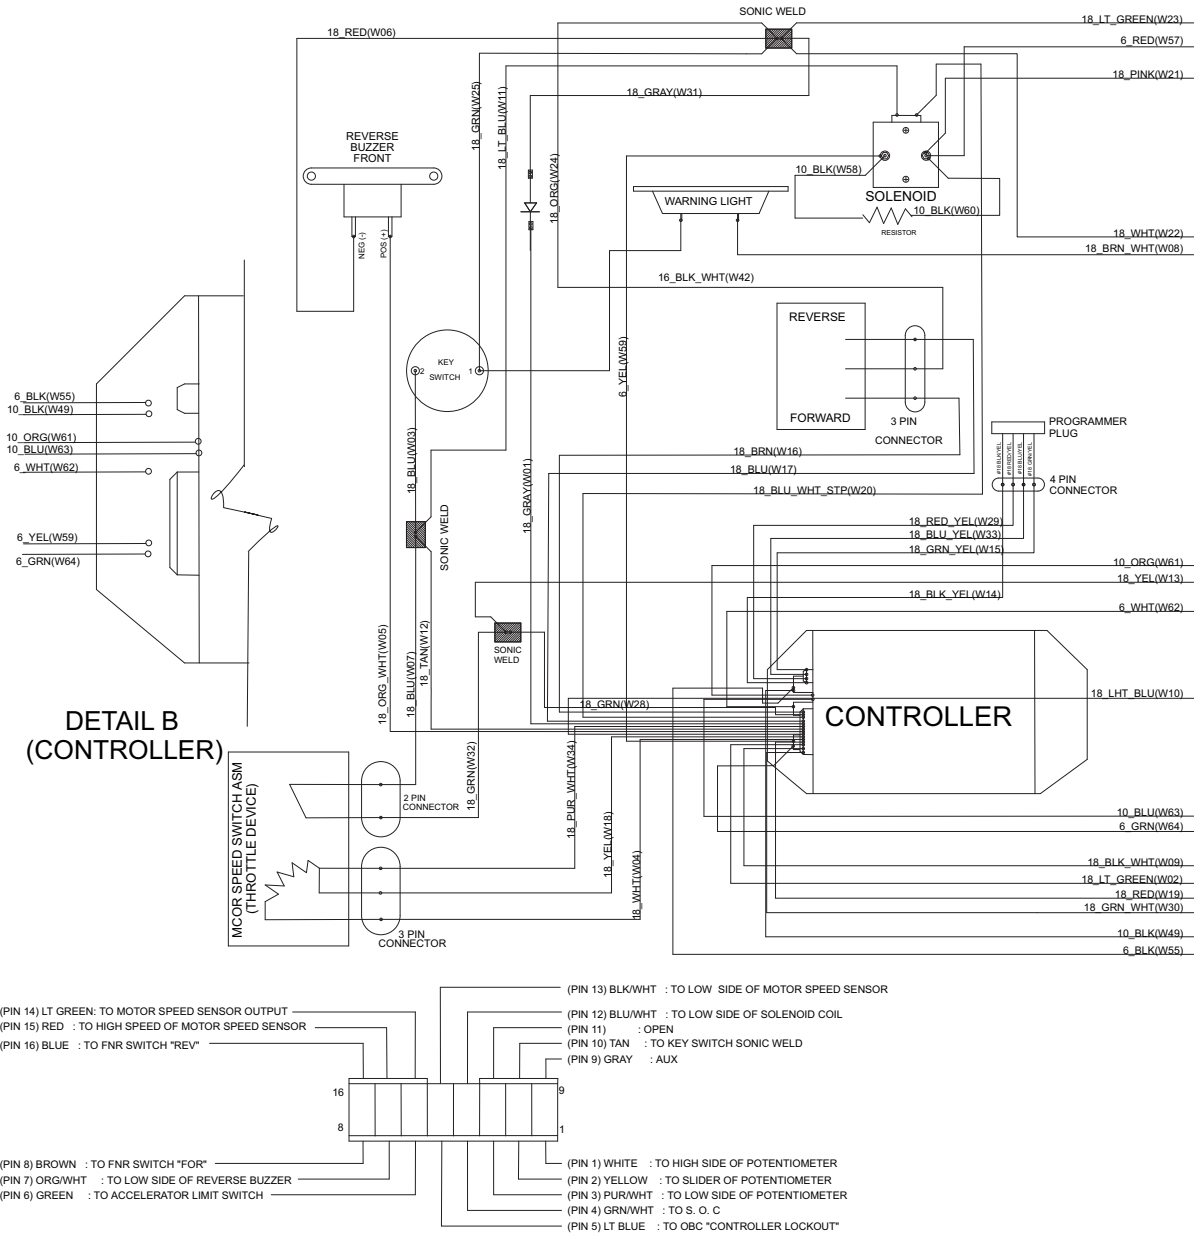 SONIC WELD
18_LT_GREEN(W23)
18_RED(W06)
6_RED(W57)
18_PINK(W21)
18_GRAY(W31)
18_GRN(W25)
18_LT_BLU(W11)
REVERSE
BUZZER
FRONT
18_ORG(W24)
10_BLK(W58)
SOLENOID
WARNING LIGHT
10_BLK(W60)
RESISTOR
NEG (-)
POS (+)
18_WHT(W22)
18_BRN_WHT(W08)
16_BLK_WHT(W42)
REVERSE
KEY
SWITCH
2
1
6_YEL(W59)
FORWARD
3 PIN
CONNECTOR
PROGRAMMER
PLUG
6_BLK(W55)
10_BLK(W49)
10_ORG(W61)
10_BLU(W63)
6_WHT(W62)
6_YEL(W59)
6_GRN(W64)
18_BLU(W03)
18_BRN(W16)
18_BLU(W17)
18_BLU_WHT_STP(W20)
#18BLK/YEL
#18RED/YEL
#18BLU/YEL
#18 GRN/YEL
4 PIN
CONNECTOR
SONIC WELD
18_GRAY(W01)
18_RED_YEL(W29)
18_BLU_YEL(W33)
18_GRN_YEL(W15)
10_ORG(W61)
18_YEL(W13)
18_BLK_YEL(W14)
6_WHT(W62)
SONIC
WELD
18_ORG_WHT(W05)
18_BLU(W07)
18_TAN(W12)
18_GRN(W28)
18_LHT_BLU(W10)
CONTROLLER
DETAIL B
(CONTROLLER)
MCOR SPEED SWITCH ASM
(THROTTLE DEVICE)
2 PIN
CONNECTOR
18_GRN(W32)
18_PUR_WHT(W34)
18_YEL(W18)
18_WHT(W04)
3 PIN
CONNECTOR
10_BLU(W63)
6_GRN(W64)
18_BLK_WHT(W09)
18_LT_GREEN(W02)
18_RED(W19)
18_GRN_WHT(W30)
10_BLK(W49)
6_BLK(W55)
(PIN 13) BLK/WHT : TO LOW SIDE OF MOTOR SPEED SENSOR
(PIN 14) LT GREEN: TO MOTOR SPEED SENSOR OUTPUT
(PIN 12) BLU/WHT : TO LOW SIDE OF SOLENOID COIL
(PIN 15) RED : TO HIGH SPEED OF MOTOR SPEED SENSOR
(PIN 11) : OPEN
(PIN 16) BLUE : TO FNR SWITCH "REV"
(PIN 10) TAN : TO KEY SWITCH SONIC WELD
(PIN 9) GRAY : AUX
16
9
8
1
(PIN 8) BROWN : TO FNR SWITCH "FOR"
(PIN 1) WHITE : TO HIGH SIDE OF POTENTIOMETER
(PIN 7) ORG/WHT : TO LOW SIDE OF REVERSE BUZZER
(PIN 2) YELLOW : TO SLIDER OF POTENTIOMETER
(PIN 6) GREEN : TO ACCELERATOR LIMIT SWITCH
(PIN 3) PUR/WHT : TO LOW SIDE OF POTENTIOMETER
(PIN 4) GRN/WHT : TO S. O. C
(PIN 5) LT BLUE : TO OBC "CONTROLLER LOCKOUT"